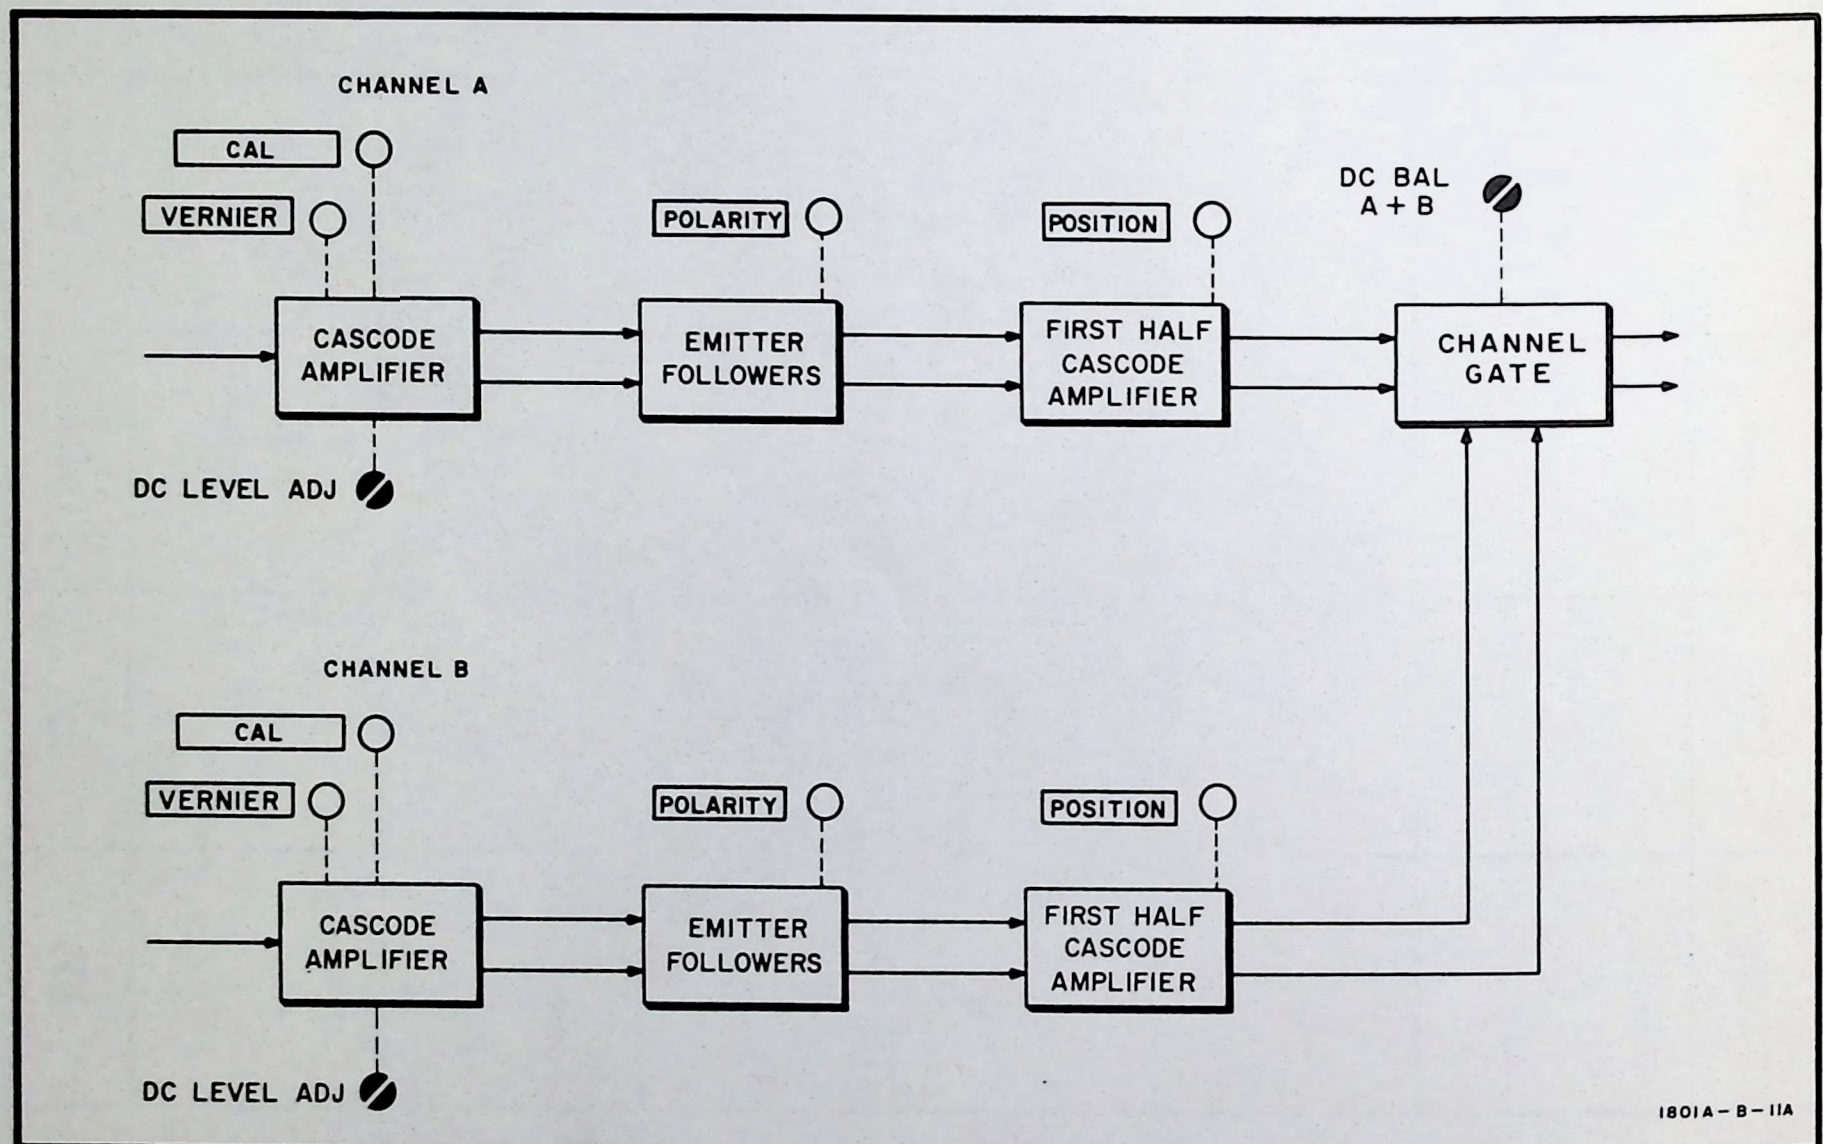 CHANNEL A
CAL
VERNIER
POLARITY
POSITION
DC BAL
A + B
CASCODE
AMPLIFIER
EMITTER
FOLLOWERS
FIRST HALF
CASCODE
AMPLIFIER
CHANNEL
GATE
DC LEVEL ADJ
CHANNEL B
CAL
VERNIER
POLARITY
POSITION
CASCODE
AMPLIFIER
EMITTER
FOLLOWERS
FIRST HALF
CASCODE
AMPLIFIER
DC LEVEL ADJ
1801A-B-11A